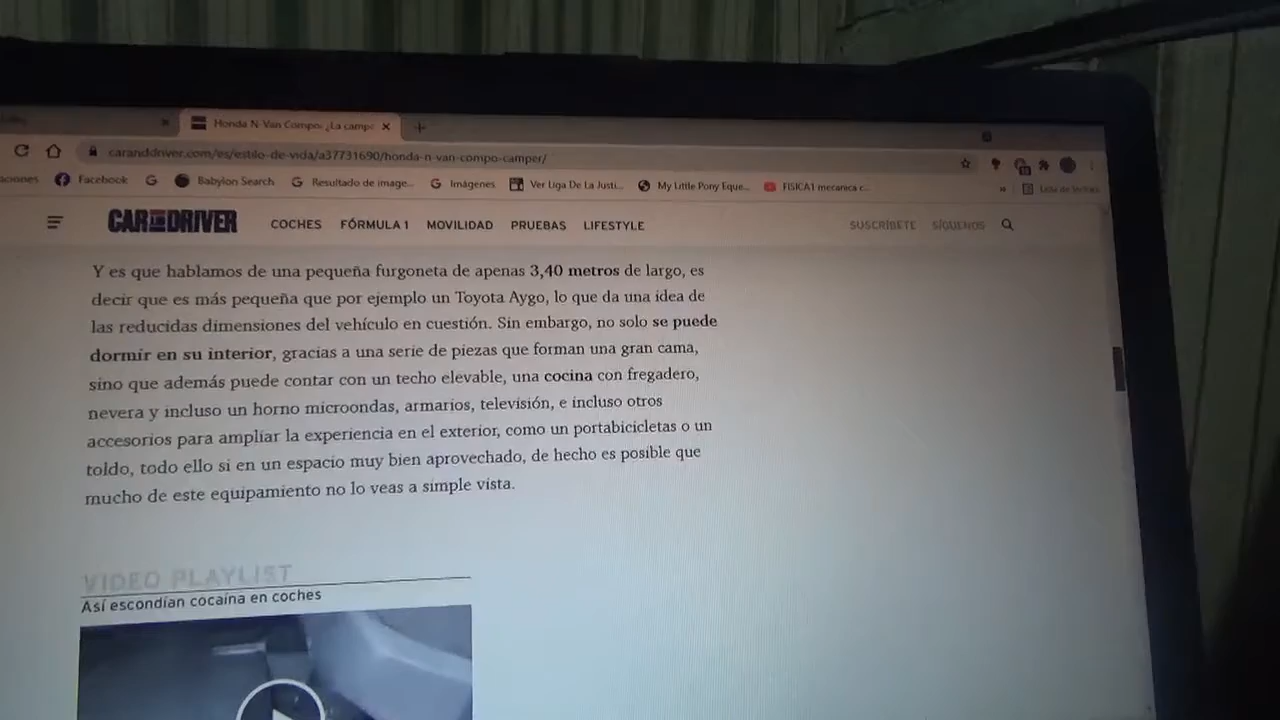 Honda N-Van Compo: ¿La campe
caranddriver.com/es/estilo-de-vida/a37731690/honda-n-van-compo-camper/
aciones Facebook Babylon Search Resultado de image... Imágenes Ver Liga De La Justi... My Little Pony Eque... FISICA1 mecanica c... » Lista de lectura
CAR AND DRIVER COCHES FÓRMULA 1 MOVILIDAD PRUEBAS LIFESTYLE SUSCRÍBETE SÍGUENOS
Y es que hablamos de una pequeña furgoneta de apenas 3,40 metros de largo, es
decir que es más pequeña que por ejemplo un Toyota Aygo, lo que da una idea de
las reducidas dimensiones del vehículo en cuestión. Sin embargo, no solo se puede
dormir en su interior, gracias a una serie de piezas que forman una gran cama,
sino que además puede contar con un techo elevable, una cocina con fregadero,
nevera y incluso un horno microondas, armarios, televisión, e incluso otros
accesorios para ampliar la experiencia en el exterior, como un portabicicletas o un
toldo, todo ello si en un espacio muy bien aprovechado, de hecho es posible que
mucho de este equipamiento no lo veas a simple vista.
VIDEO PLAYLIST
Así escondían cocaína en coches